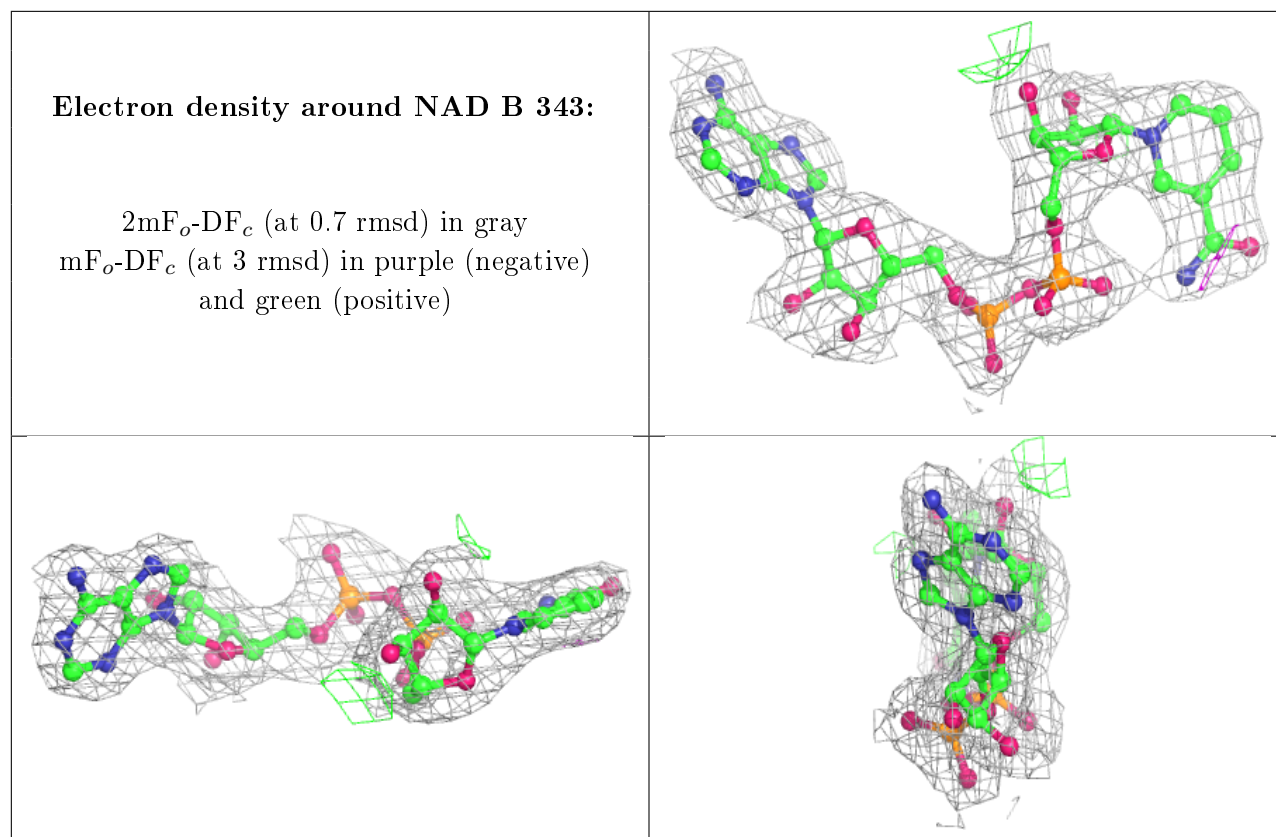 Electron density around NAD B 343:
2mFo-DFc (at 0.7 rmsd) in gray
mFo-DFc (at 3 rmsd) in purple (negative)
and green (positive)